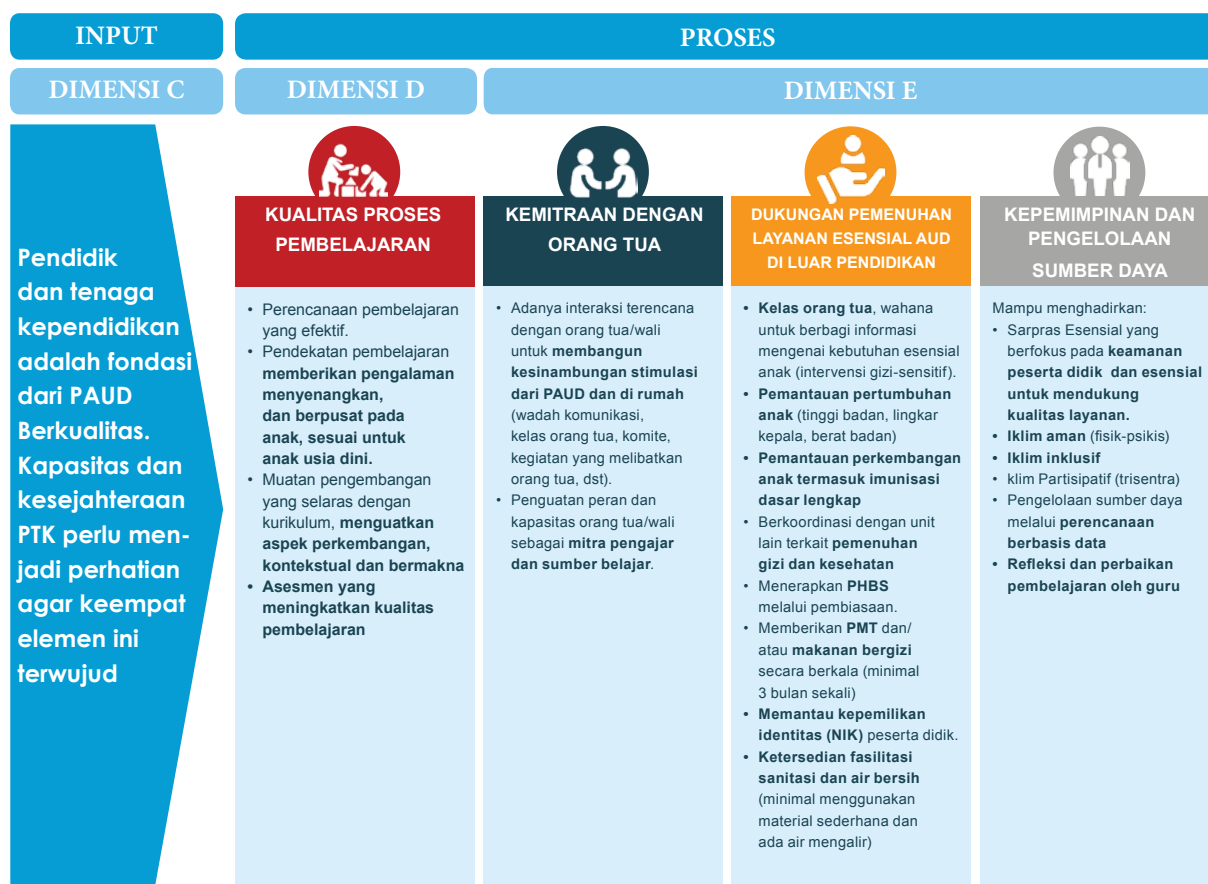 INPUT
PROSES
DIMENSI C
DIMENSI D
DIMENSI E
Pendidik
dan tenaga
kependidikan
adalah fondasi
dari PAUD
Berkualitas.
Kapasitas dan
kesejahteraan
PTK perlu men-
jadi perhatian
agar keempat
elemen ini
terwujud
KUALITAS PROSES
PEMBELAJARAN
• Perencanaan pembelajaran
yang efektif.
• Pendekatan pembelajaran
memberikan pengalaman
menyenangkan,
dan berpusat pada
anak, sesuai untuk
anak usia dini.
• Muatan pengembangan
yang selaras dengan
kurikulum, menguatkan
aspek perkembangan,
kontekstual dan bermakna
• Asesmen yang
meningkatkan kualitas
pembelajaran
KEMITRAAN DENGAN
ORANG TUA
• Adanya interaksi terencana
dengan orang tua/wali
untuk membangun
kesinambungan stimulasi
dari PAUD dan di rumah
(wadah komunikasi,
kelas orang tua, komite,
kegiatan yang melibatkan
orang tua, dst).
• Penguatan peran dan
kapasitas orang tua/wali
sebagai mitra pengajar
dan sumber belajar.
DUKUNGAN PEMENUHAN
LAYANAN ESENSIAL AUD
DI LUAR PENDIDIKAN
• Kelas orang tua, wahana
untuk berbagi informasi
mengenai kebutuhan esensial
anak (intervensi gizi-sensitif).
• Pemantauan pertumbuhan
anak (tinggi badan, lingkar
kepala, berat badan)
• Pemantauan perkembangan
anak termasuk imunisasi
dasar lengkap
• Berkoordinasi dengan unit
lain terkait pemenuhan
gizi dan kesehatan
• Menerapkan PHBS
melalui pembiasaan.
• Memberikan PMT dan/
atau makanan bergizi
secara berkala (minimal
3 bulan sekali)
• Memantau kepemilikan
identitas (NIK) peserta didik.
• Ketersedian fasilitasi
sanitasi dan air bersih
(minimal menggunakan
material sederhana dan
ada air mengalir)
KEPEMIMPINAN DAN
PENGELOLAAN
SUMBER DAYA
Mampu menghadirkan:
• Sarpras Esensial yang
berfokus pada keamanan
peserta didik dan esensial
untuk mendukung
kualitas layanan.
• Iklim aman (fisik-psikis)
• Iklim inklusif
• klim Partisipatif (trisentra)
• Pengelolaan sumber daya
melalui perencanaan
berbasis data
• Refleksi dan perbaikan
pembelajaran oleh guru